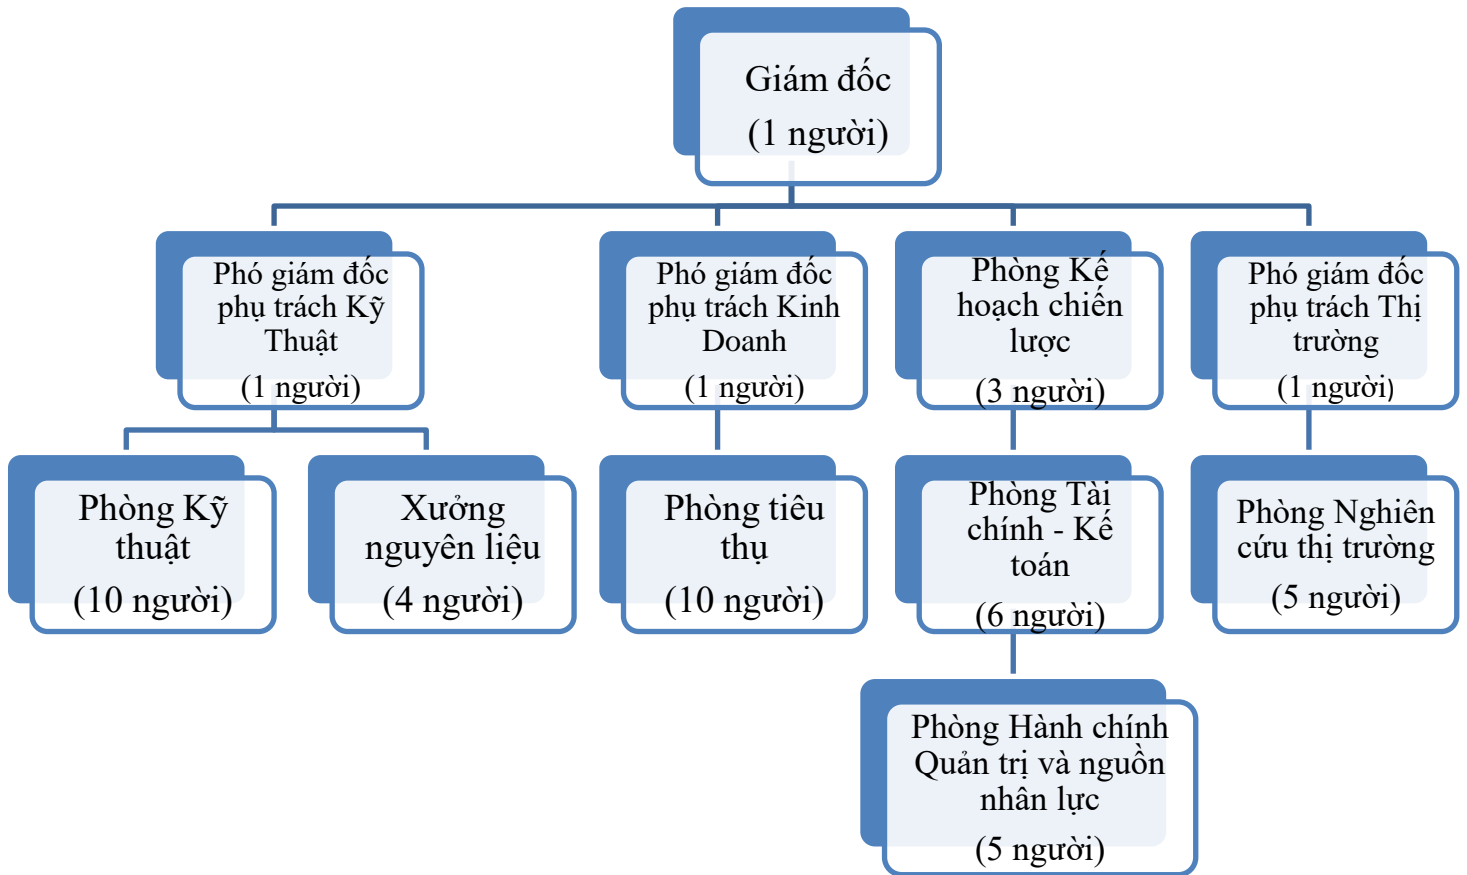 Giám đốc
(1 người)
Phó giám đốc
phụ trách Kỹ
Thuật
(1 người)
Phó giám đốc
phụ trách Kinh
Doanh
(1 người)
Phòng Kế
hoạch chiến
lược
(3 người)
Phó giám đốc
phụ trách Thị
trường
(1 người)
Phòng Kỹ
thuật
(10 người)
Xưởng
nguyên liệu
(4 người)
Phòng tiêu
thụ
(10 người)
Phòng Tài
chính - Kế
toán
(6 người)
Phòng Nghiên
cứu thị trường
(5 người)
Phòng Hành chính
Quản trị và nguồn
nhân lực
(5 người)